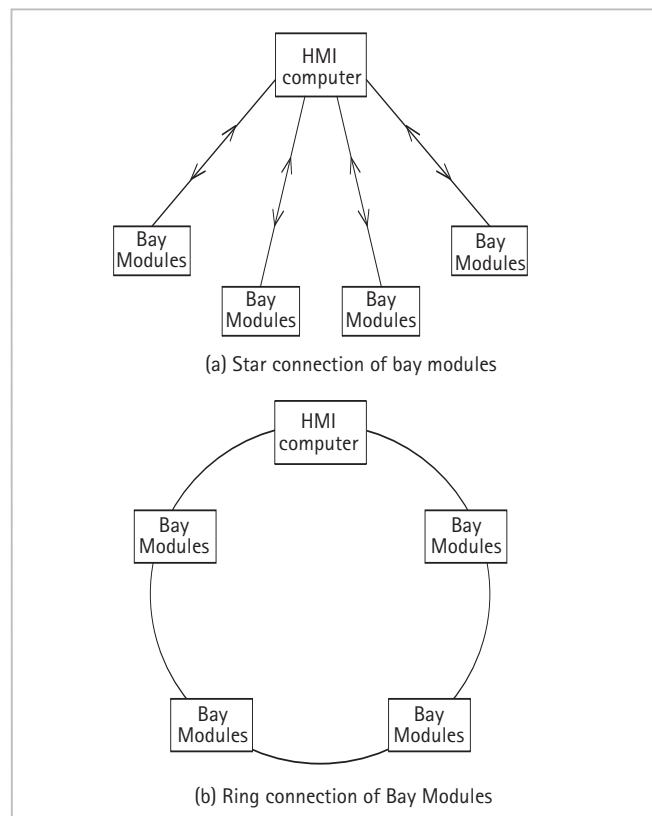 HMI
computer
Bay
Modules
Bay
Modules
Bay
Modules
Bay
Modules
(a) Star connection of bay modules
HMI
computer
Bay
Modules
Bay
Modules
Bay
Modules
Bay
Modules
(b) Ring connection of Bay Modules